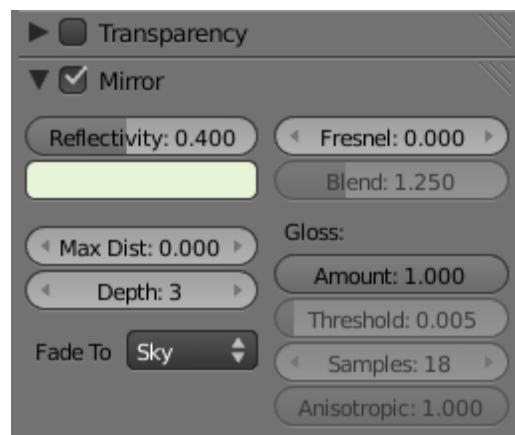 Transparency
Mirror
Reflectivity: 0.400
Fresnel: 0.000
Blend: 1.250
Max Dist: 0.000
Depth: 3
Fade To Sky
Gloss:
Amount: 1.000
Threshold: 0.005
Samples: 18
Anisotropic: 1.000